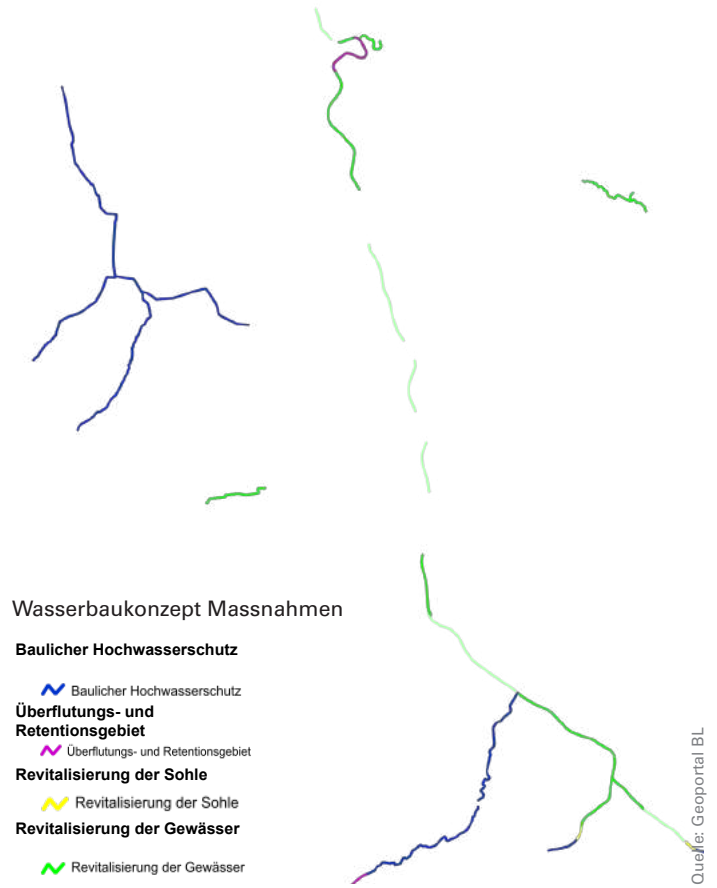 Wasserbaukonzept Massnahmen
Baulicher Hochwasserschutz
Baulicher Hochwasserschutz
Überflutungs- und
Retentionsgebiet
Überflutungs- und Retentionsgebiet
Revitalisierung der Sohle
Revitalisierung der Sohle
Revitalisierung der Gewässer
Revitalisierung der Gewässer
Quelle: Geoportal BL